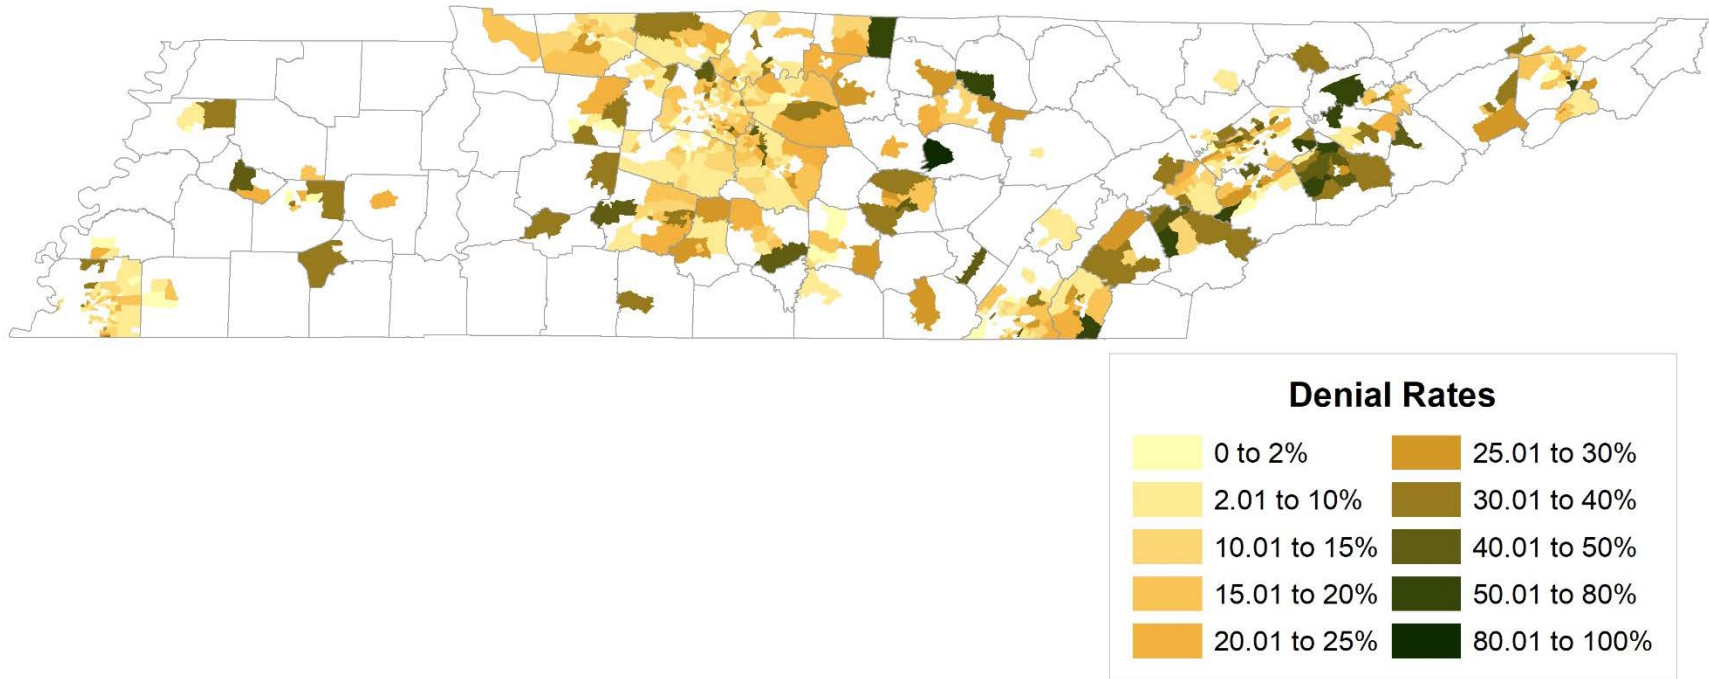 Denial Rates
0 to 2%
2.01 to 10%
10.01 to 15%
15.01 to 20%
20.01 to 25%
25.01 to 30%
30.01 to 40%
40.01 to 50%
50.01 to 80%
80.01 to 100%